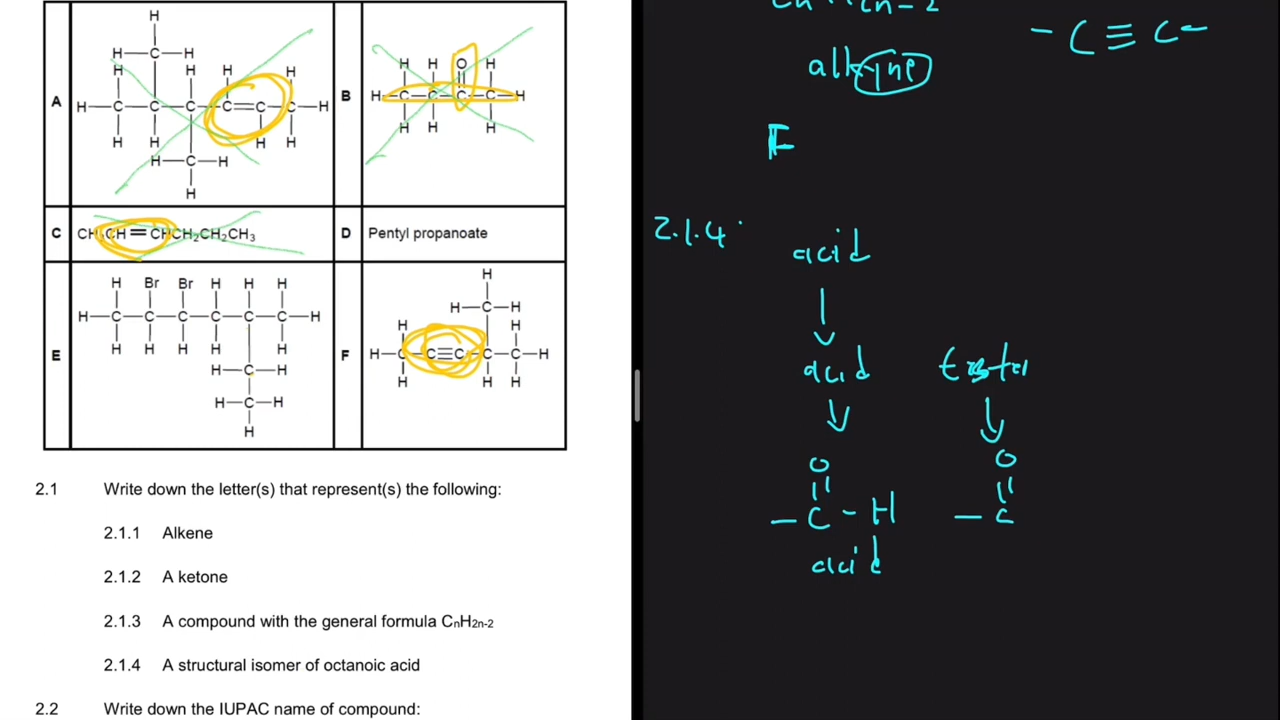 A
H
H—C—H
H H H H
H—C—C—C—C=C—C—H
H H H H
H—C—H
H
B
H H O H
H—C—C—C—C—H
H H H
C
CH3CH=CHCH2CH2CH3
D
Pentyl propanoate
E
H Br Br H H H
H—C—C—C—C—C—C—H
H H H H H
H—C—H
H—C—H
H
F
H
H—C—H
H H
H—C—C≡C—C—C—H
H H H
2.1 Write down the letter(s) that represent(s) the following:
2.1.1 Alkene
2.1.2 A ketone
2.1.3 A compound with the general formula CnH2n-2
2.1.4 A structural isomer of octanoic acid
2.2 Write down the IUPAC name of compound:
-C≡C-
alkyne
F
2.1.4
acid
acid
O
-C-H
acid
O
-C